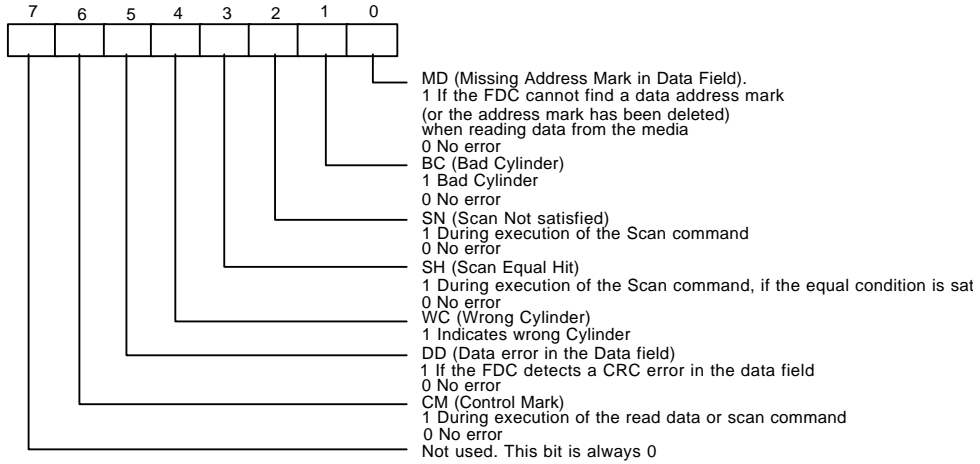 7 6 5 4 3 2 1 0
MD (Missing Address Mark in Data Field).
1 If the FDC cannot find a data address mark
(or the address mark has been deleted)
when reading data from the media
0 No error
BC (Bad Cylinder)
1 Bad Cylinder
0 No error
SN (Scan Not satisfied)
1 During execution of the Scan command
0 No error
SH (Scan Equal Hit)
1 During execution of the Scan command, if the equal condition is sat
0 No error
WC (Wrong Cylinder)
1 Indicates wrong Cylinder
DD (Data error in the Data field)
1 If the FDC detects a CRC error in the data field
0 No error
CM (Control Mark)
1 During execution of the read data or scan command
0 No error
Not used. This bit is always 0